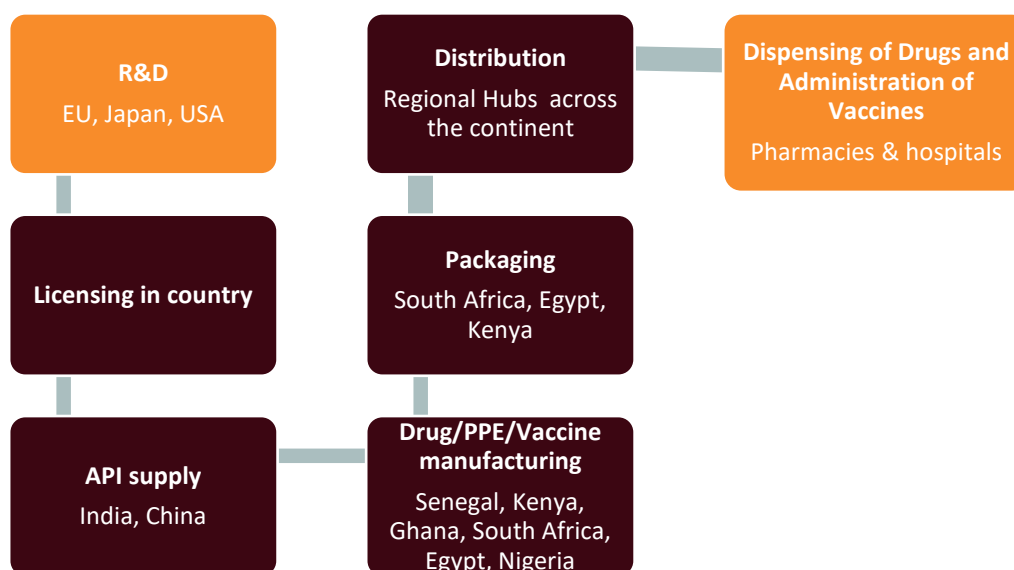 R&D
EU, Japan, USA
Licensing in country
API supply
India, China
Drug/PPE/Vaccine
manufacturing
Senegal, Kenya,
Ghana, South Africa,
Egypt, Nigeria
Packaging
South Africa, Egypt,
Kenya
Distribution
Regional Hubs across
the continent
Dispensing of Drugs and
Administration of
Vaccines
Pharmacies & hospitals